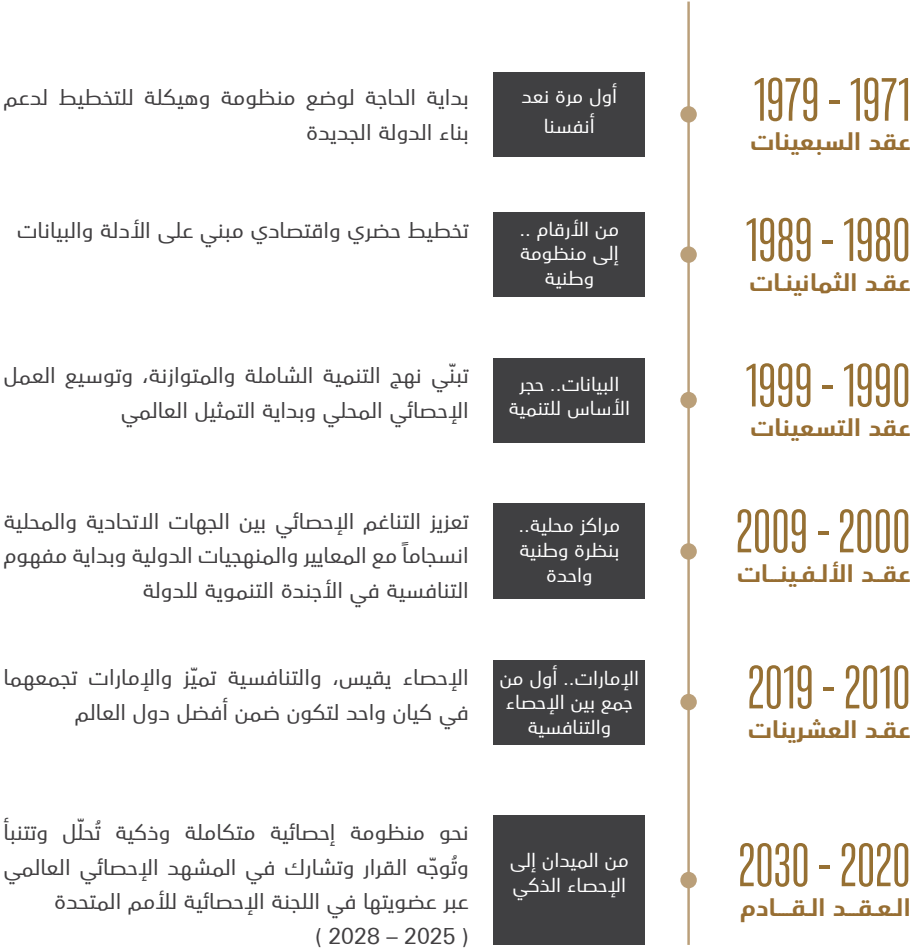 1971 - 1979
عقد السبعينات
أول مرة نعد
أنفسنا
بداية الحاجة لوضع منظومة وهيكلة للتخطيط لدعم
بناء الدولة الجديدة
1980 - 1989
عقد الثمانينات
من الأرقام ..
إلى منظومة
وطنية
تخطيط حضري واقتصادي مبني على الأدلة والبيانات
1990 - 1999
عقد التسعينات
البيانات.. حجر
الأساس للتنمية
تبنّي نهج التنمية الشاملة والمتوازنة، وتوسيع العمل
الإحصائي المحلي وبداية التمثيل العالمي
2000 - 2009
عقـد الألـفـيـنــات
مراكز محلية..
بنظرة وطنية
واحدة
تعزيز التناغم الإحصائي بين الجهات الاتحادية والمحلية
انسجاماً مع المعايير والمنهجيات الدولية وبداية مفهوم
التنافسية في الأجندة التنموية للدولة
2010 - 2019
عقـد العشرينات
الإمارات.. أول من
جمع بين الإحصاء
والتنافسية
الإحصاء يقيس، والتنافسية تميّز والإمارات تجمعهما
في كيان واحد لتكون ضمن أفضل دول العالم
2020 - 2030
الـعـقــد الـقــادم
من الميدان إلى
الإحصاء الذكي
نحو منظومة إحصائية متكاملة وذكية تُحلّل وتتنبأ
وتُوجّه القرار وتشارك في المشهد الإحصائي العالمي
عبر عضويتها في اللجنة الإحصائية للأمم المتحدة
( 2025 – 2028 )